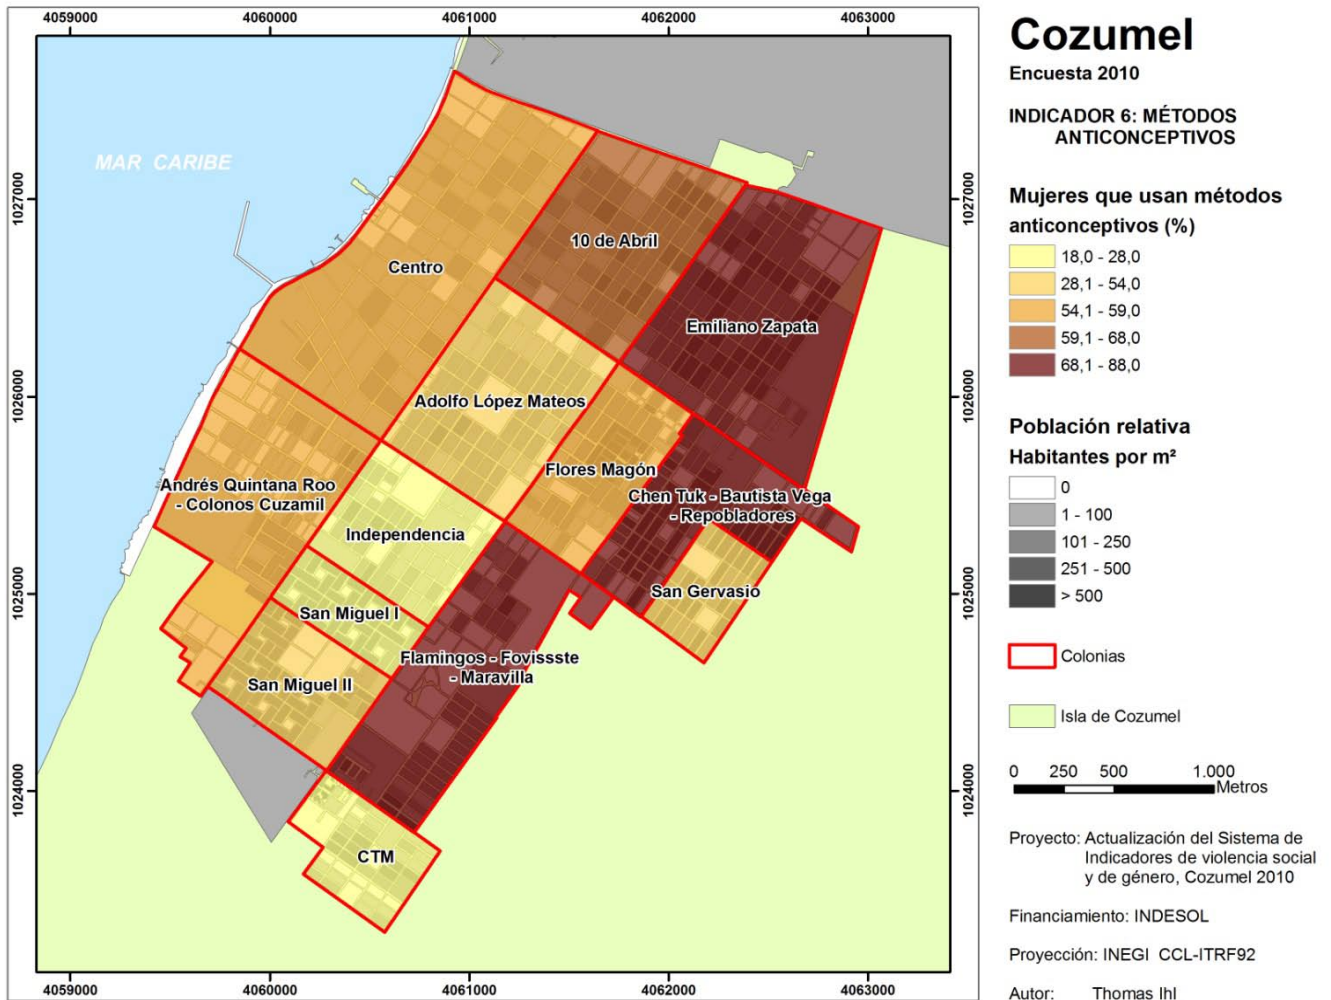 4059000
4060000
4061000
4062000
4063000
1027000
1026000
1025000
1024000
MAR CARIBE
Centro
10 de Abril
Emiliano Zapata
Adolfo López Mateos
Flores Magón
Chen Tuk - Bautista Vega
- Repobladores
Andrés Quintana Roo
- Colonos Cuzamil
Independencia
San Gervasio
San Miguel I
Flamingos - Fovissste
- Maravilla
San Miguel II
CTM
1027000
1026000
1025000
1024000
4059000
4060000
4061000
4062000
4063000
Cozumel
Encuesta 2010
INDICADOR 6: MÉTODOS
ANTICONCEPTIVOS
Mujeres que usan métodos
anticonceptivos (%)
18,0 - 28,0
28,1 - 54,0
54,1 - 59,0
59,1 - 68,0
68,1 - 88,0
Población relativa
Habitantes por m²
0
1 - 100
101 - 250
251 - 500
> 500
Colonias
Isla de Cozumel
0 250 500 1.000
Metros
Proyecto: Actualización del Sistema de
Indicadores de violencia social
y de género, Cozumel 2010
Financiamiento: INDESOL
Proyección: INEGI CCL-ITRF92
Autor: Thomas Ihl